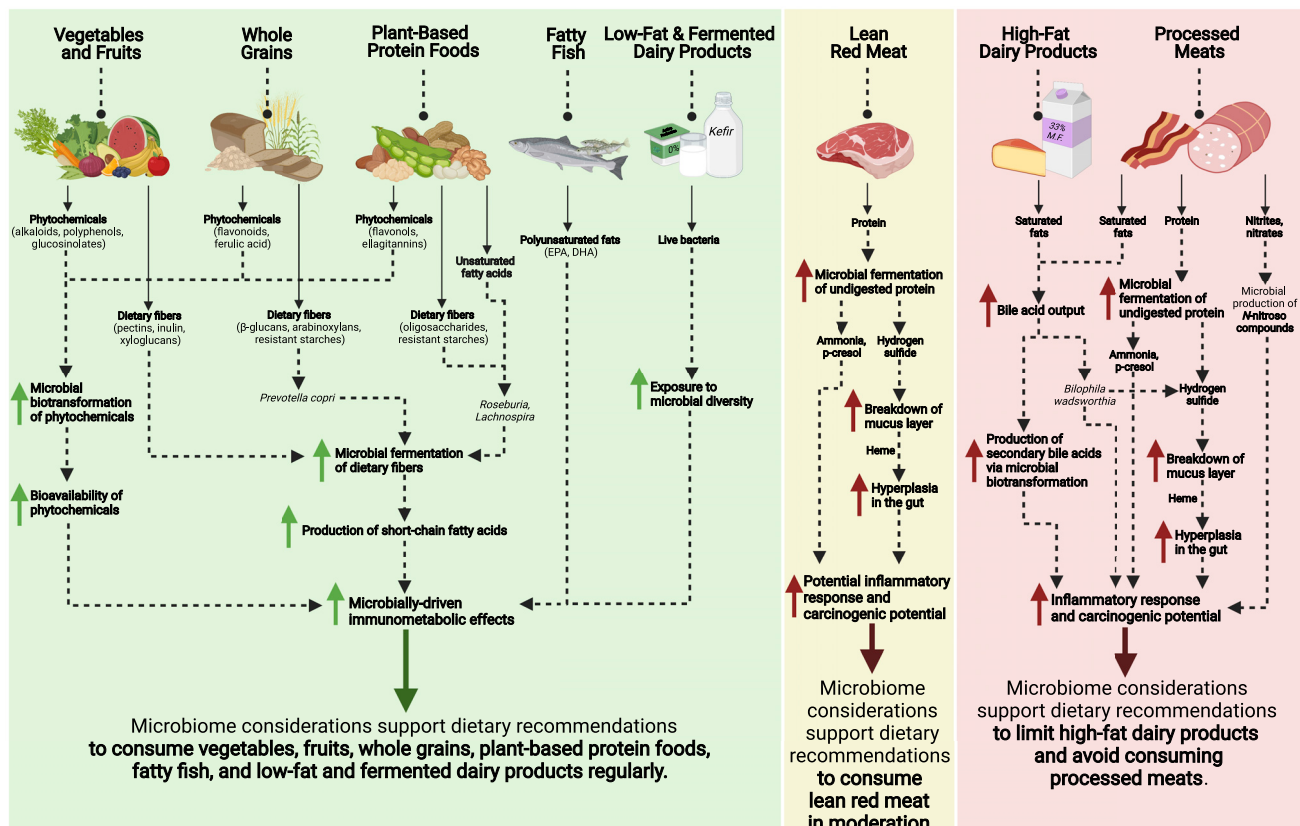 Vegetables
and Fruits
Whole
Grains
Plant-Based
Protein Foods
Fatty
Fish
Low-Fat & Fermented
Dairy Products
0%
Kefir
Phytochemicals
(alkaloids, polyphenols,
glucosinolates)
Phytochemicals
(flavonoids,
ferulic acid)
Phytochemicals
(flavonols,
ellagitannins)
Unsaturated
fatty acids
Polyunsaturated fats
(EPA, DHA)
Live bacteria
Dietary fibers
(pectins, inulin,
xyloglucans)
Dietary fibers
(β-glucans, arabinoxylans,
resistant starches)
Dietary fibers
(oligosaccharides,
resistant starches)
Microbial
biotransformation
of phytochemicals
Prevotella copri
Roseburia,
Lachnospira
Exposure to
microbial diversity
Microbial fermentation
of dietary fibers
Bioavailability of
phytochemicals
Production of short-chain fatty acids
Microbially-driven
immunometabolic effects
Microbiome considerations support dietary recommendations
to consume vegetables, fruits, whole grains, plant-based protein foods,
fatty fish, and low-fat and fermented dairy products regularly.
Lean
Red Meat
Protein
Microbial fermentation
of undigested protein
Ammonia,
p-cresol
Hydrogen
sulfide
Breakdown of
mucus layer
Heme
Hyperplasia
in the gut
Potential inflammatory
response and
carcinogenic potential
Microbiome
considerations
support dietary
recommendations
to consume
lean red meat
in moderation
High-Fat
Dairy Products
Processed
Meats
33%
M.F.
Saturated
fats
Saturated
fats
Protein
Nitrites,
nitrates
Bile acid output
Microbial
fermentation of
undigested protein
Microbial
production of
N-nitroso
compounds
Ammonia,
p-cresol
Bilophila
wadsworthia
Hydrogen
sulfide
Production of
secondary bile acids
via microbial
biotransformation
Breakdown of
mucus layer
Heme
Hyperplasia
in the gut
Inflammatory response
and carcinogenic potential
Microbiome considerations
support dietary recommendations
to limit high-fat dairy products
and avoid consuming
processed meats.